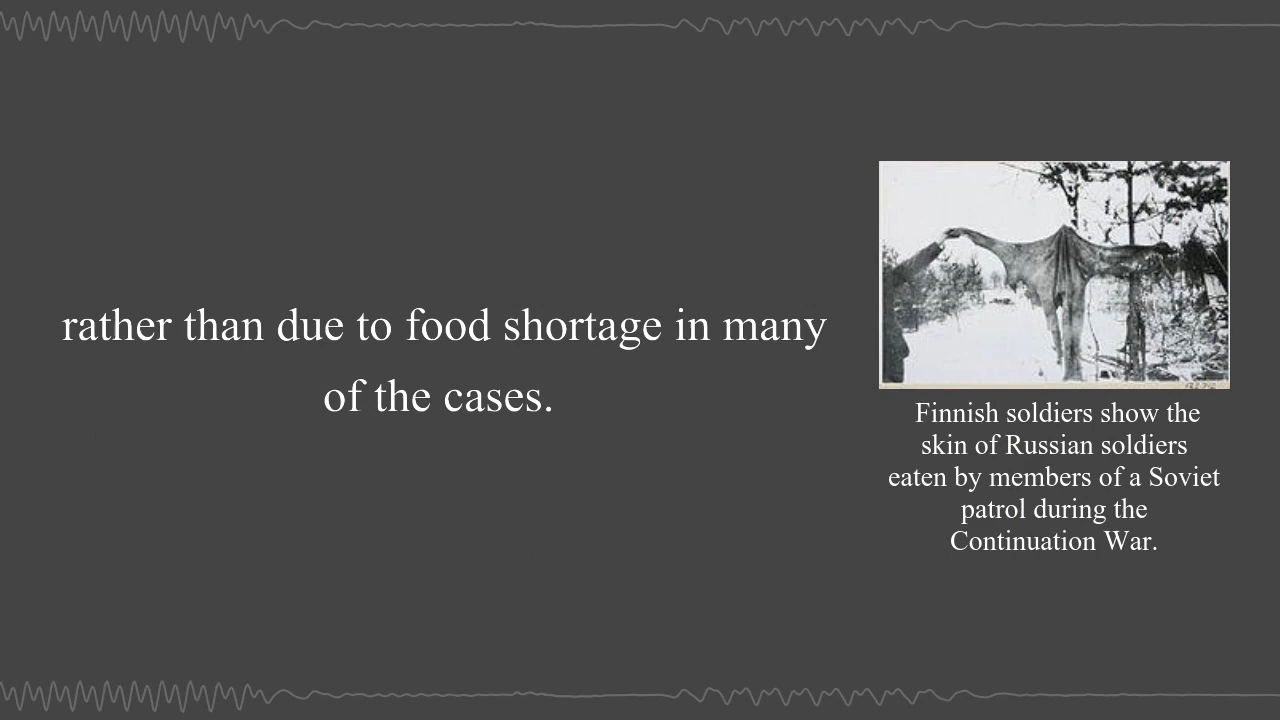 rather than due to food shortage in many
of the cases.
Finnish soldiers show the
skin of Russian soldiers
eaten by members of a Soviet
patrol during the
Continuation War.